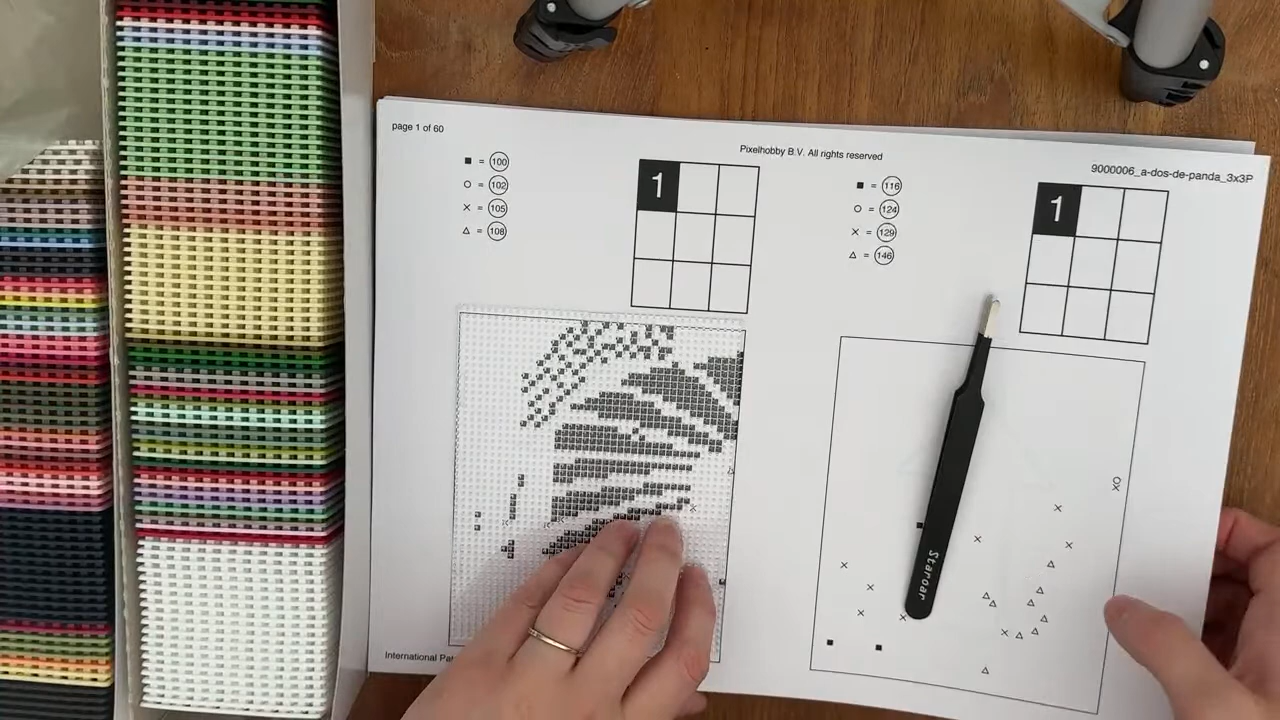 page 1 of 60
Pixelhobby B.V. All rights reserved
9000006_a-dos-de-panda_3x3P
■ = 100
○ = 102
× = 105
△ = 108
1
■ = 116
○ = 124
× = 129
△ = 146
1
Staroar
International